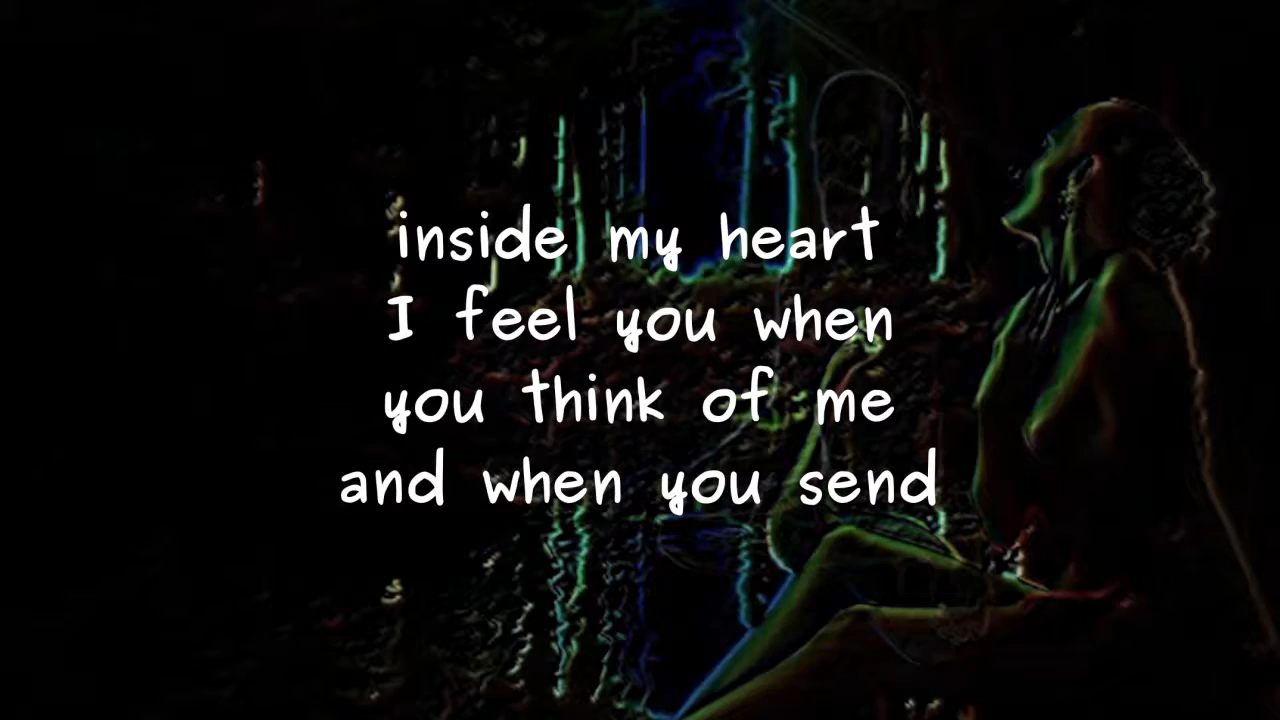 inside my heart
I feel you when
you think of me
and when you send